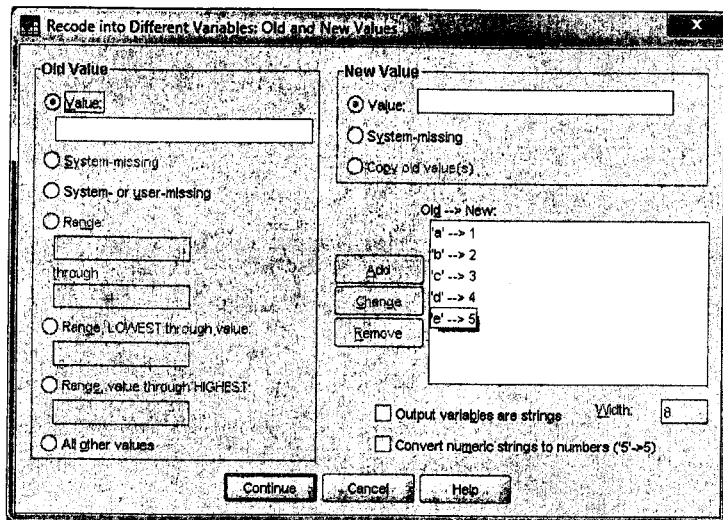 Recode into Different Variables: Old and New Values
X
Old Value
Value:
System-missing
System- or user-missing
Range:
through
Range, LOWEST through value:
Range, value through HIGHEST:
All other values
New Value
Value:
System-missing
Copy old value(s)
Old --> New:
'a' --> 1
'b' --> 2
'c' --> 3
'd' --> 4
'e' --> 5
Add
Change
Remove
Output variables are strings
Width:
8
Convert numeric strings to numbers ('5'->5)
Continue
Cancel
Help